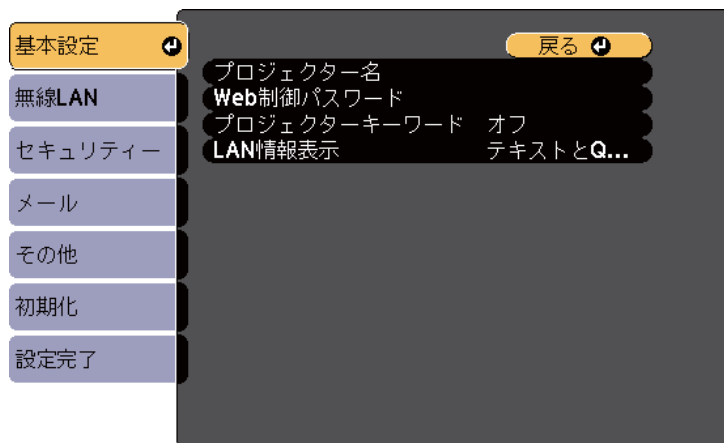 基本設定
無線LAN
セキュリティー
メール
その他
初期化
設定完了
戻る
プロジェクター名
Web制御パスワード
プロジェクターキーワード オフ
LAN情報表示 テキストとQ...